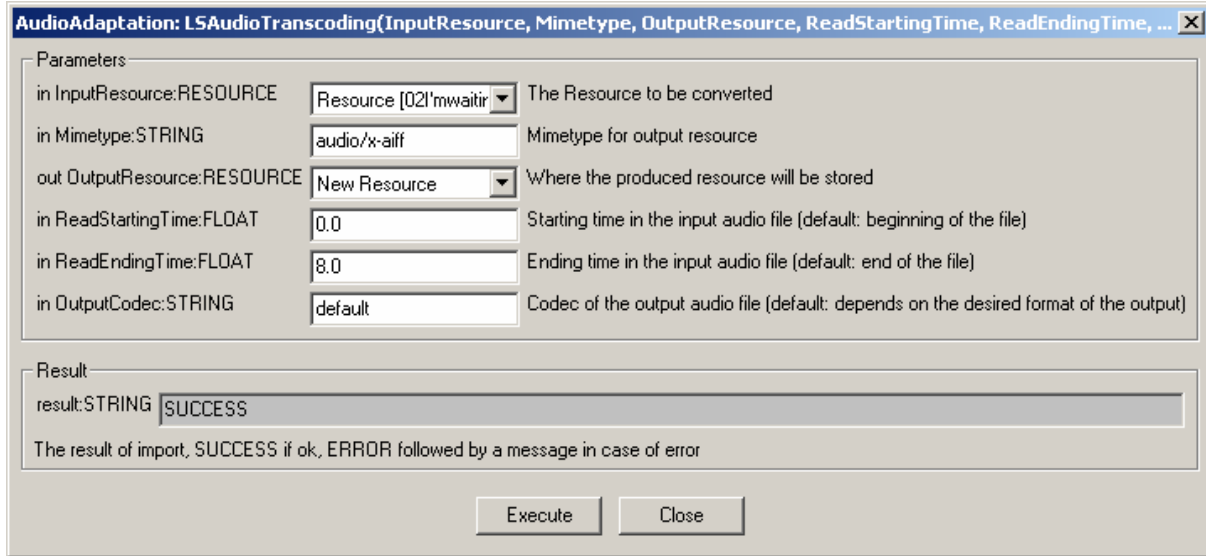 AudioAdaptation: LSAudioTranscoding(InputResource, Mimetype, OutputResource, ReadStartingTime, ReadEndingTime, ...
Parameters
in InputResource:RESOURCE Resource [02I'mwaitir The Resource to be converted
in Mimetype:STRING audio/x-aiff Mimetype for output resource
out OutputResource:RESOURCE New Resource Where the produced resource will be stored
in ReadStartingTime:FLOAT 0.0 Starting time in the input audio file (default: beginning of the file)
in ReadEndingTime:FLOAT 8.0 Ending time in the input audio file (default: end of the file)
in OutputCodec:STRING default Codec of the output audio file (default: depends on the desired format of the output)
Result
result:STRING SUCCESS
The result of import, SUCCESS if ok, ERROR followed by a message in case of error
Execute Close